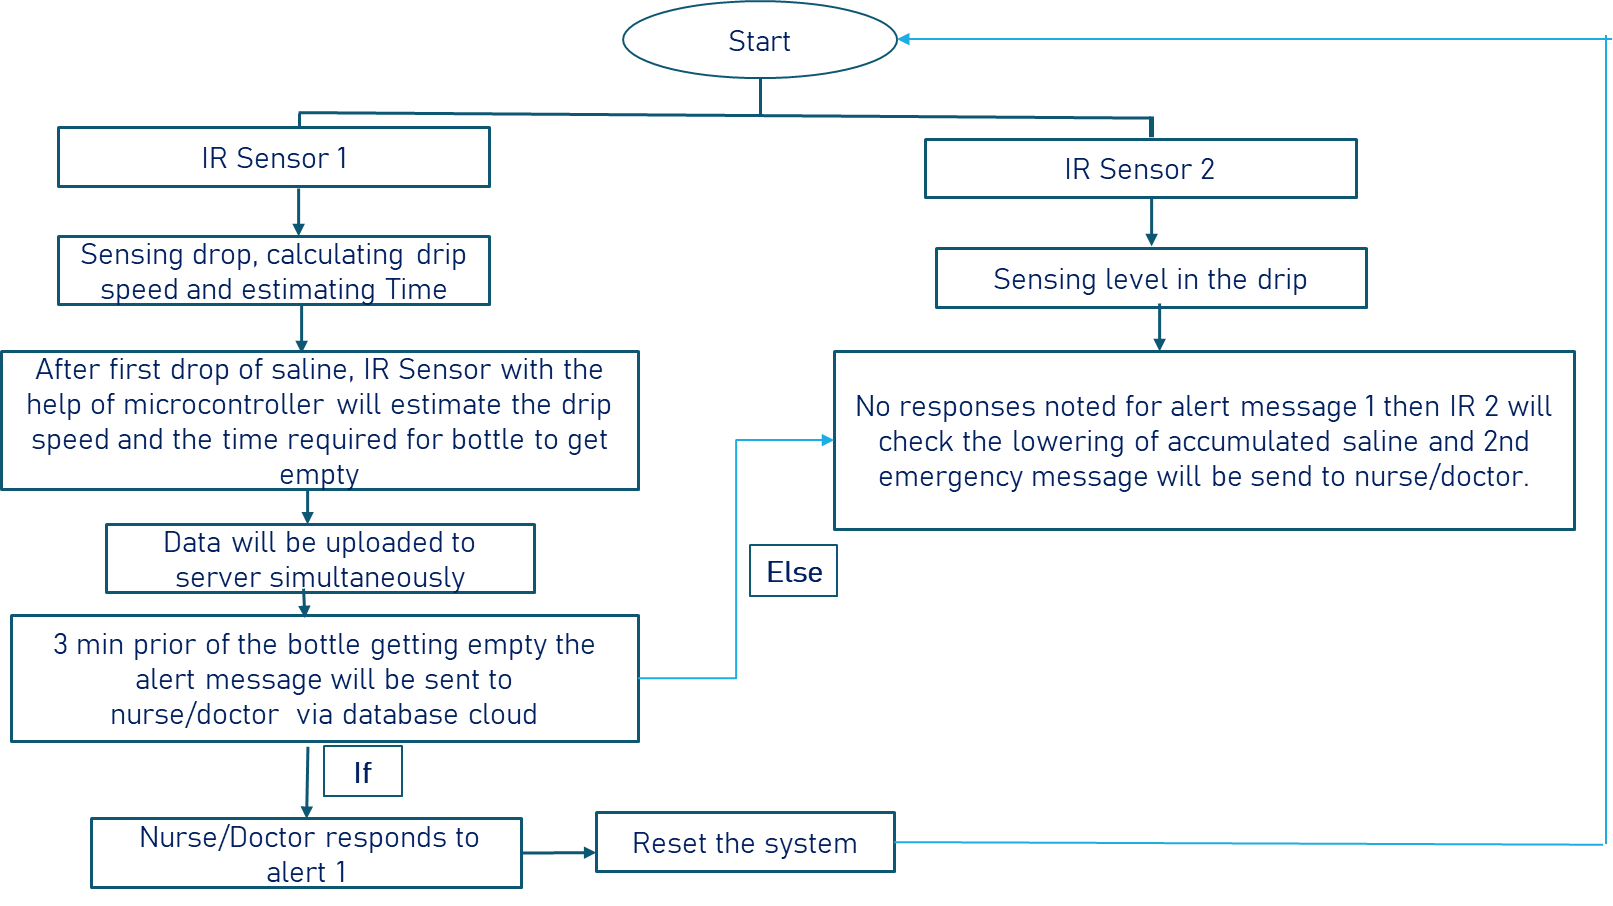 Start
IR Sensor 1
IR Sensor 2
Sensing drop, calculating drip
speed and estimating Time
Sensing level in the drip
After first drop of saline, IR Sensor with the
help of microcontroller will estimate the drip
speed and the time required for bottle to get
empty
No responses noted for alert message 1 then IR 2 will
check the lowering of accumulated saline and 2nd
emergency message will be send to nurse/doctor.
Data will be uploaded to
server simultaneously
Else
3 min prior of the bottle getting empty the
alert message will be sent to
nurse/doctor via database cloud
If
Nurse/Doctor responds to
alert 1
Reset the system